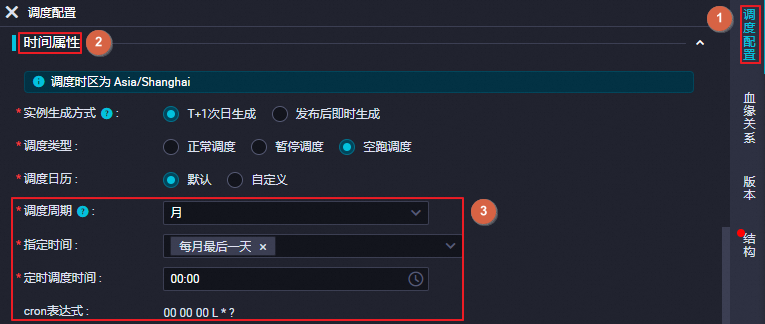 调度配置
1
时间属性
2
调度时区为 Asia/Shanghai
* 实例生成方式 ? : T+1次日生成 发布后即时生成
* 调度类型 : 正常调度 暂停调度 空跑调度
* 调度日历 : 默认 自定义
* 调度周期 ? : 月
3
* 指定时间 : 每月最后一天 ×
* 定时调度时间 : 00:00
cron表达式 : 00 00 00 L * ?
调度配置
血缘关系
版本
结构